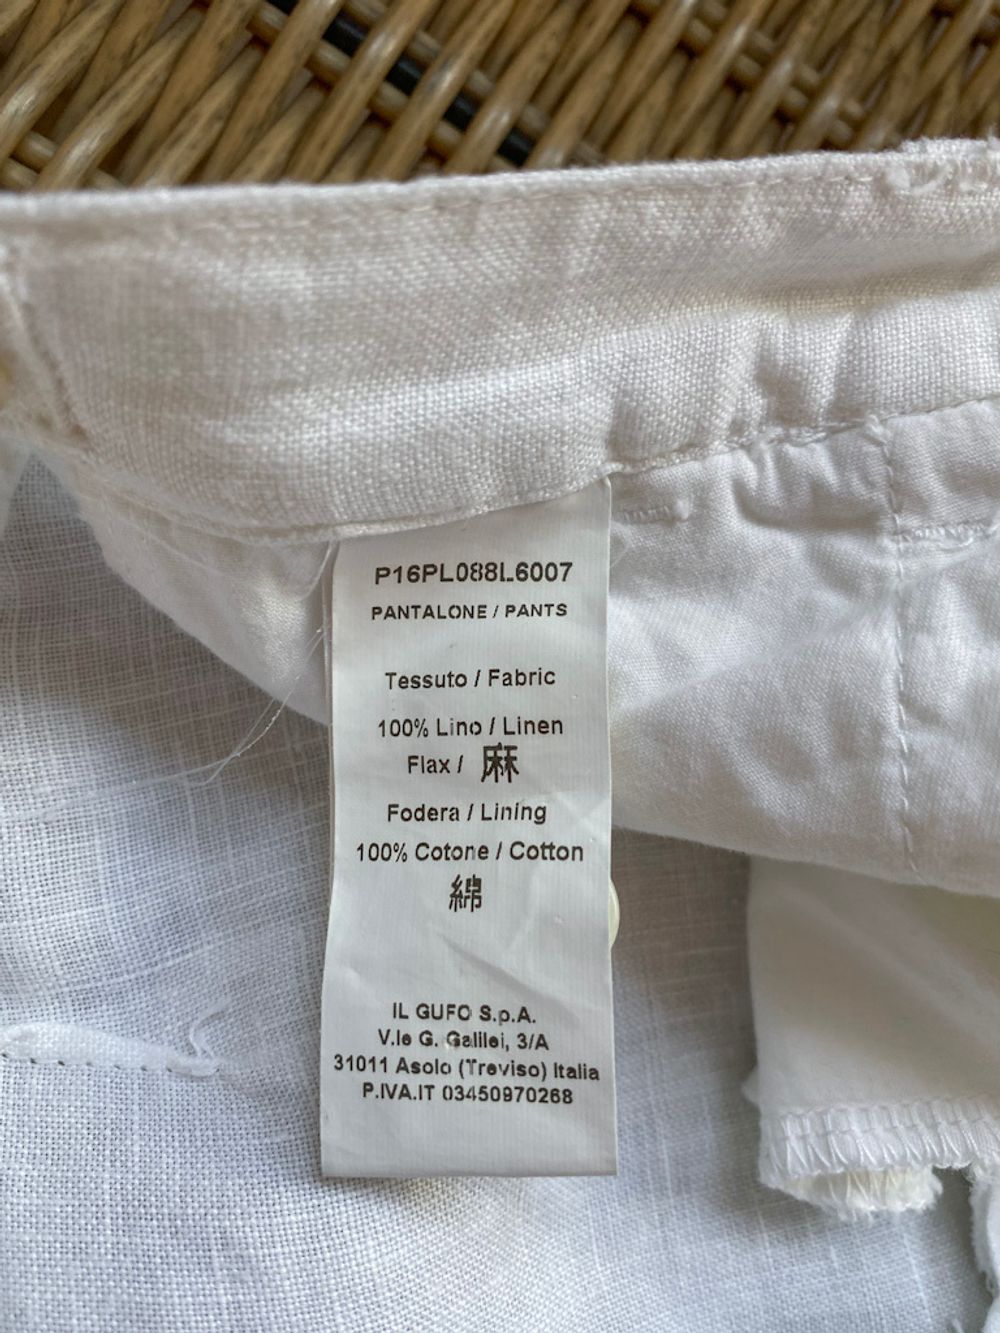 P16PL088L6007
PANTALONE / PANTS
Tessuto / Fabric
100% Lino / Linen
Flax / 麻
Fodera / Lining
100% Cotone / Cotton
綿
IL GUFO S.p.A.
V.le G. Galilei, 3/A
31011 Asolo (Treviso) Italia
P.IVA.IT 03450970268